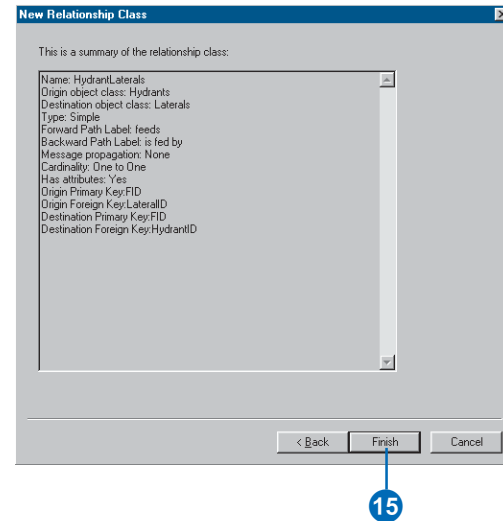 New Relationship Class
This is a summary of the relationship class:
Name: HydrantLaterals
Origin object class: Hydrants
Destination object class: Laterals
Type: Simple
Forward Path Label: feeds
Backward Path Label: is fed by
Message propagation: None
Cardinality: One to One
Has attributes: Yes
Origin Primary Key:FID
Origin Foreign Key:LateralID
Destination Primary Key:FID
Destination Foreign Key:HydrantID
< Back
Finish
Cancel
15